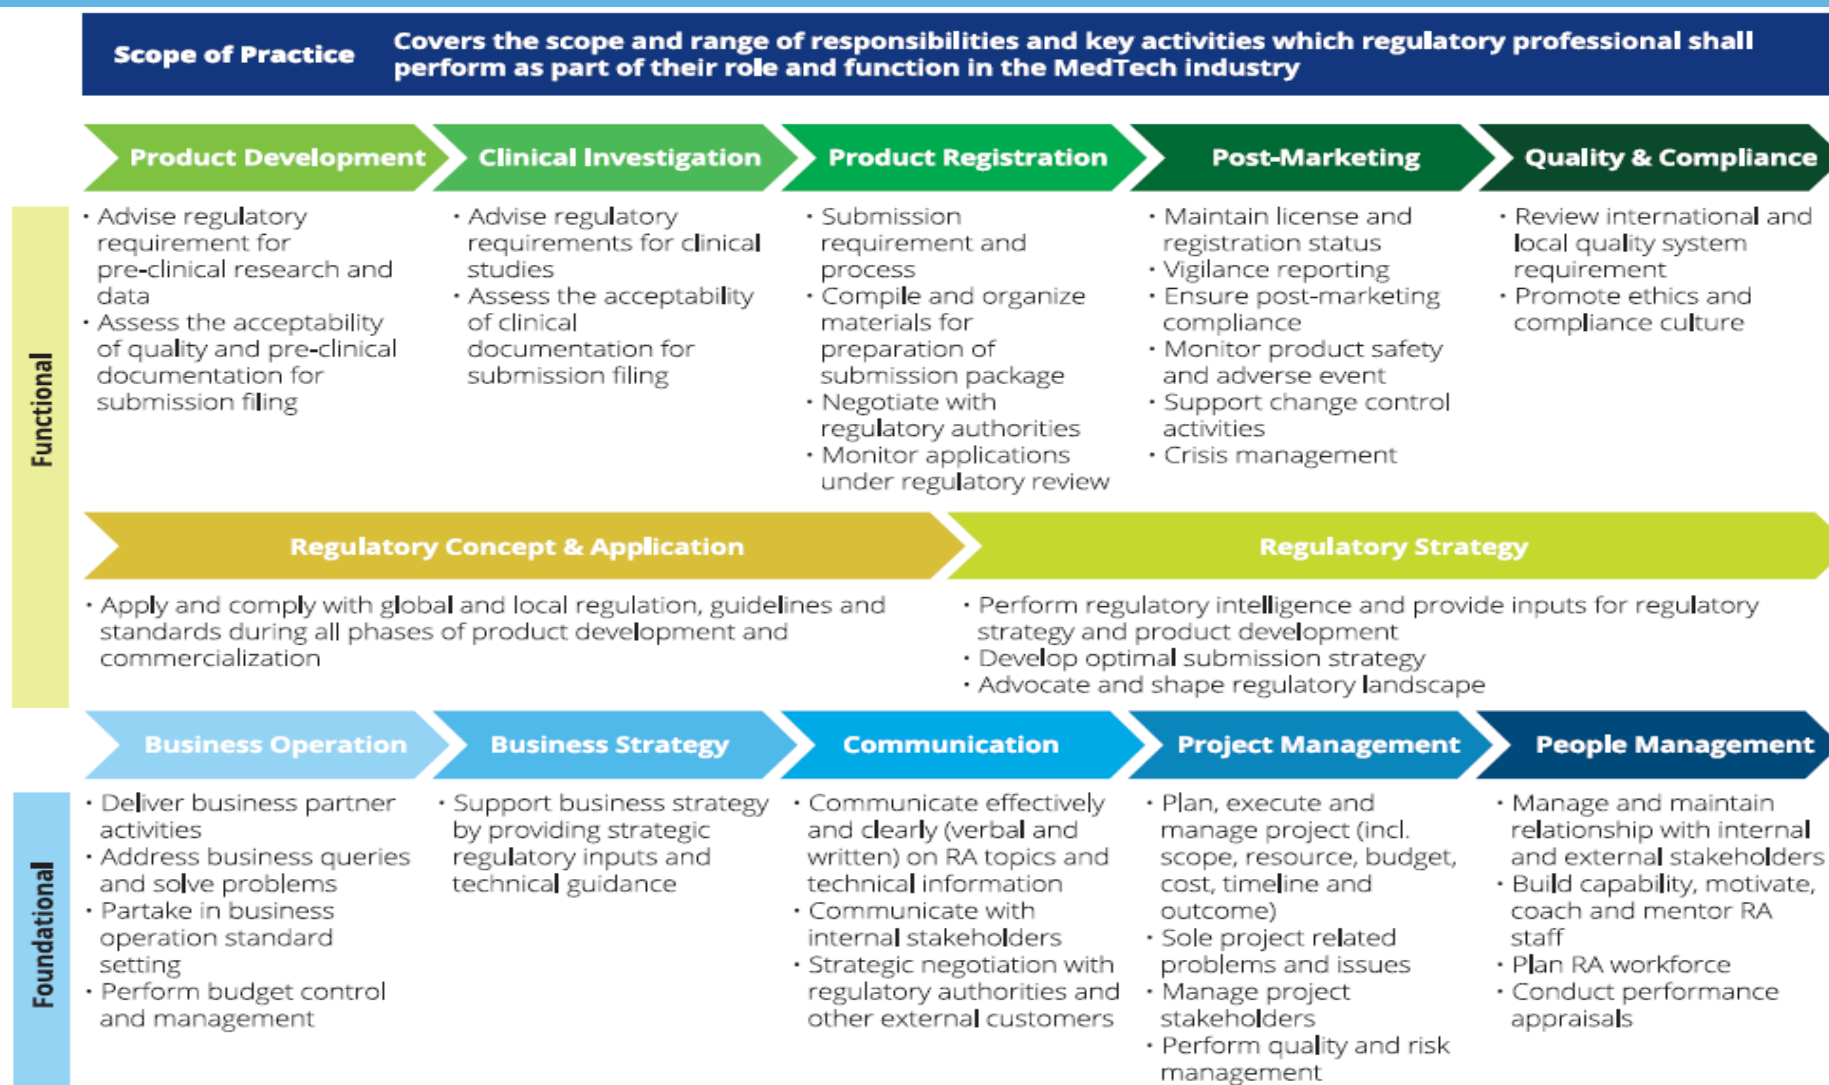 Scope of Practice
Covers the scope and range of responsibilities and key activities which regulatory professional shall
perform as part of their role and function in the MedTech industry
Functional
Product Development
· Advise regulatory
requirement for
pre-clinical research and
data
· Assess the acceptability
of quality and pre-clinical
documentation for
submission filing
Clinical Investigation
· Advise regulatory
requirements for clinical
studies
· Assess the acceptability
of clinical
documentation for
submission filing
Product Registration
· Submission
requirement and
process
· Compile and organize
materials for
preparation of
submission package
· Negotiate with
regulatory authorities
· Monitor applications
under regulatory review
Post-Marketing
· Maintain license and
registration status
· Vigilance reporting
· Ensure post-marketing
compliance
· Monitor product safety
and adverse event
· Support change control
activities
· Crisis management
Quality & Compliance
· Review international and
local quality system
requirement
· Promote ethics and
compliance culture
Regulatory Concept & Application
· Apply and comply with global and local regulation, guidelines and
standards during all phases of product development and
commercialization
Regulatory Strategy
· Perform regulatory intelligence and provide inputs for regulatory
strategy and product development
· Develop optimal submission strategy
· Advocate and shape regulatory landscape
Foundational
Business Operation
· Deliver business partner
activities
· Address business queries
and solve problems
· Partake in business
operation standard
setting
· Perform budget control
and management
Business Strategy
· Support business strategy
by providing strategic
regulatory inputs and
technical guidance
Communication
· Communicate effectively
and clearly (verbal and
written) on RA topics and
technical information
· Communicate with
internal stakeholders
· Strategic negotiation with
regulatory authorities and
other external customers
Project Management
· Plan, execute and
manage project (incl.
scope, resource, budget,
cost, timeline and
outcome)
· Sole project related
problems and issues
· Manage project
stakeholders
· Perform quality and risk
management
People Management
· Manage and maintain
relationship with internal
and external stakeholders
· Build capability, motivate,
coach and mentor RA
staff
· Plan RA workforce
· Conduct performance
appraisals